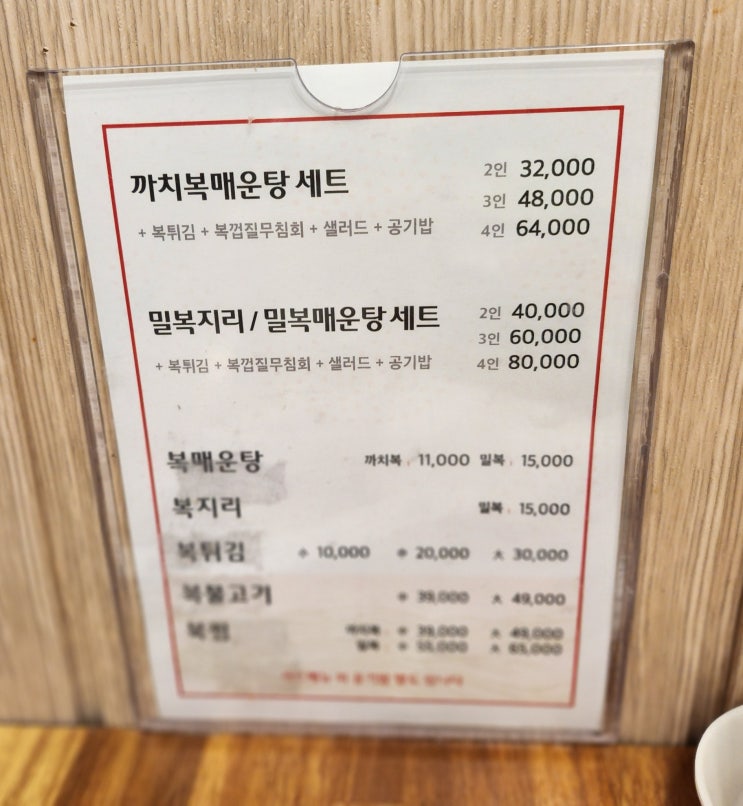 까치복매운탕 세트 2인 32,000
3인 48,000
+ 복튀김 + 복껍질무침회 + 샐러드 + 공기밥 4인 64,000
밀복지리 / 밀복매운탕 세트 2인 40,000
3인 60,000
+ 복튀김 + 복껍질무침회 + 샐러드 + 공기밥 4인 80,000
복매운탕 까치복 11,000 밀복 15,000
복지리 밀복 15,000
복튀김 小 10,000 中 20,000 大 30,000
복불고기 中 39,000 大 49,000
복찜